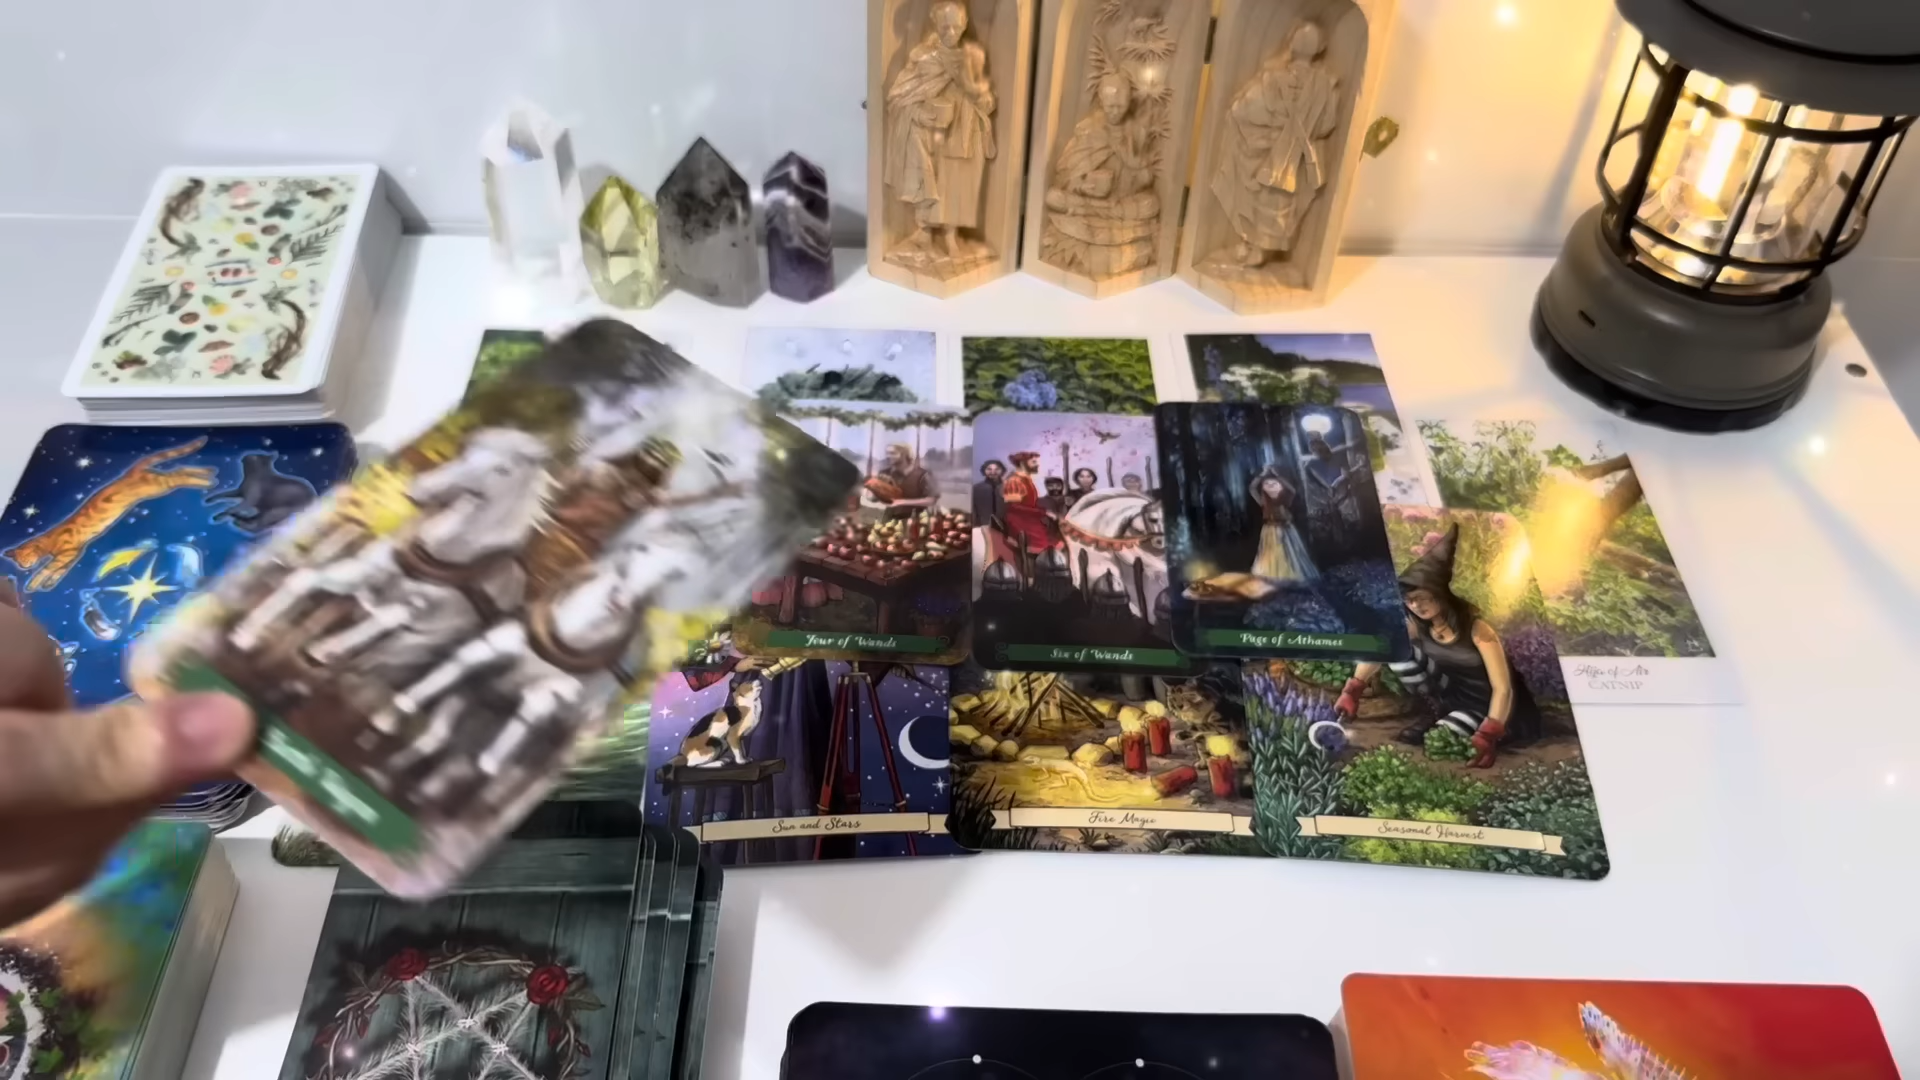 Four of Wands
Six of Wands
Page of Athames
CATNIP
Sun and Stars
Fire Magic
Seasonal Harvest